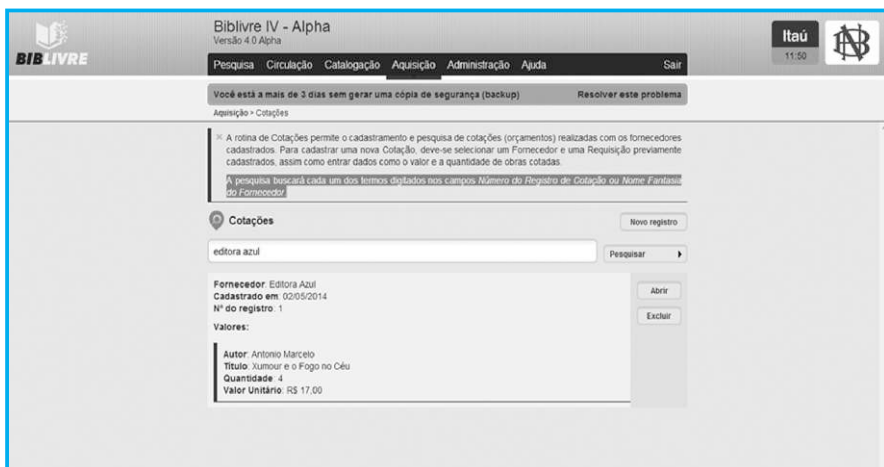 BIBLIVRE
Biblivre IV - Alpha
Versão 4.0 Alpha
Itaú
11:50
Pesquisa Circulação Catalogação Aquisição Administração Ajuda Sair
Você está a mais de 3 dias sem gerar uma cópia de segurança (backup) Resolver este problema
Aquisição > Cotações
× A rotina de Cotações permite o cadastramento e pesquisa de cotações (orçamentos) realizadas com os fornecedores
cadastrados. Para cadastrar uma nova Cotação, deve-se selecionar um Fornecedor e uma Requisição previamente
cadastrados, assim como entrar dados como o valor e a quantidade de obras cotadas.
A pesquisa buscará cada um dos termos digitados nos campos Número do Registro de Cotação ou Nome Fantasia
do Fornecedor.
Cotações Novo registro
editora azul Pesquisar
Fornecedor: Editora Azul
Cadastrado em: 02/05/2014
Nº do registro: 1
Valores:
Abrir
Excluir
Autor: Antonio Marcelo
Título: Xumour e o Fogo no Céu
Quantidade: 4
Valor Unitário: R$ 17,00